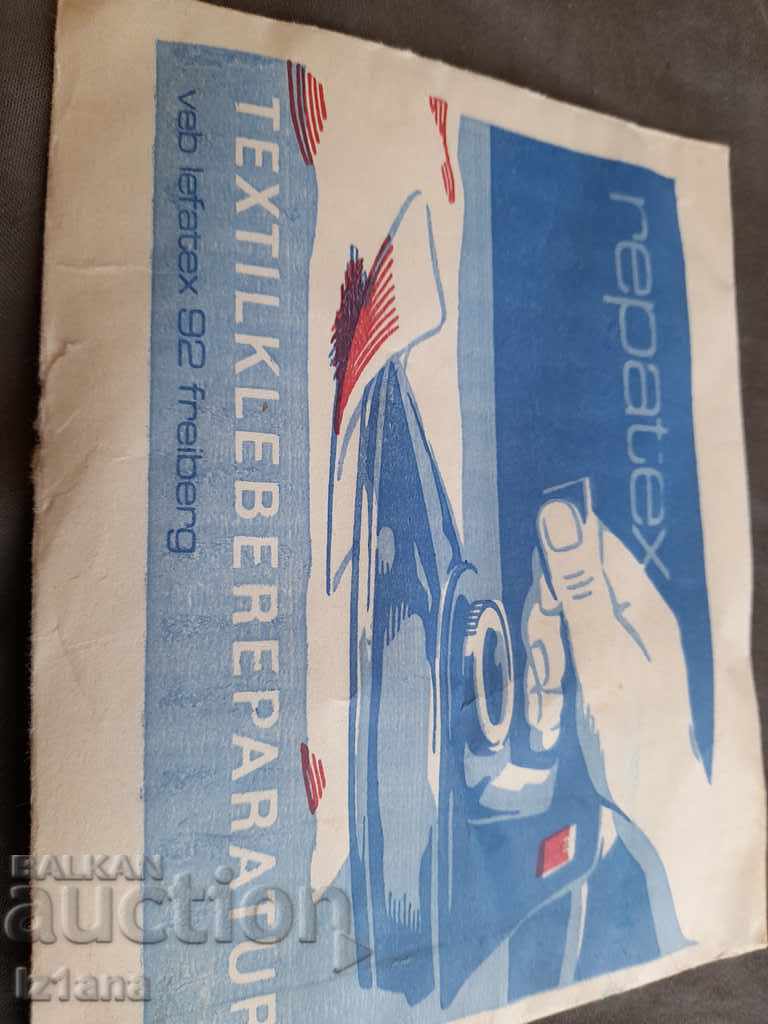 repatex
TEXTILKLEBEREPARATUR
veb lefatex 92 freiberg
BALKAN
auction
iz1ana